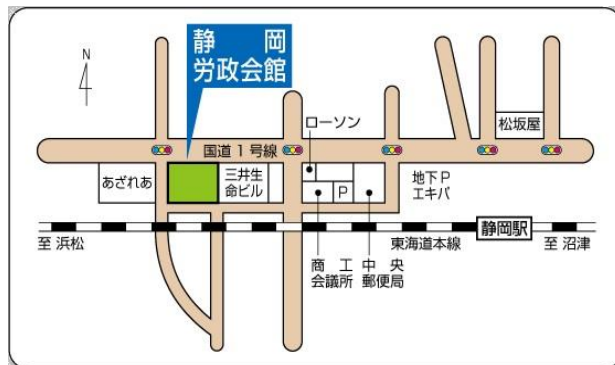 N
静岡
労政会館
ローソン
松坂屋
国道1号線
あざれあ
三井生
命ビル
P
地下P
エキパ
至 浜松
東海道本線
静岡駅
至 沼津
商工
会議所
中央
郵便局